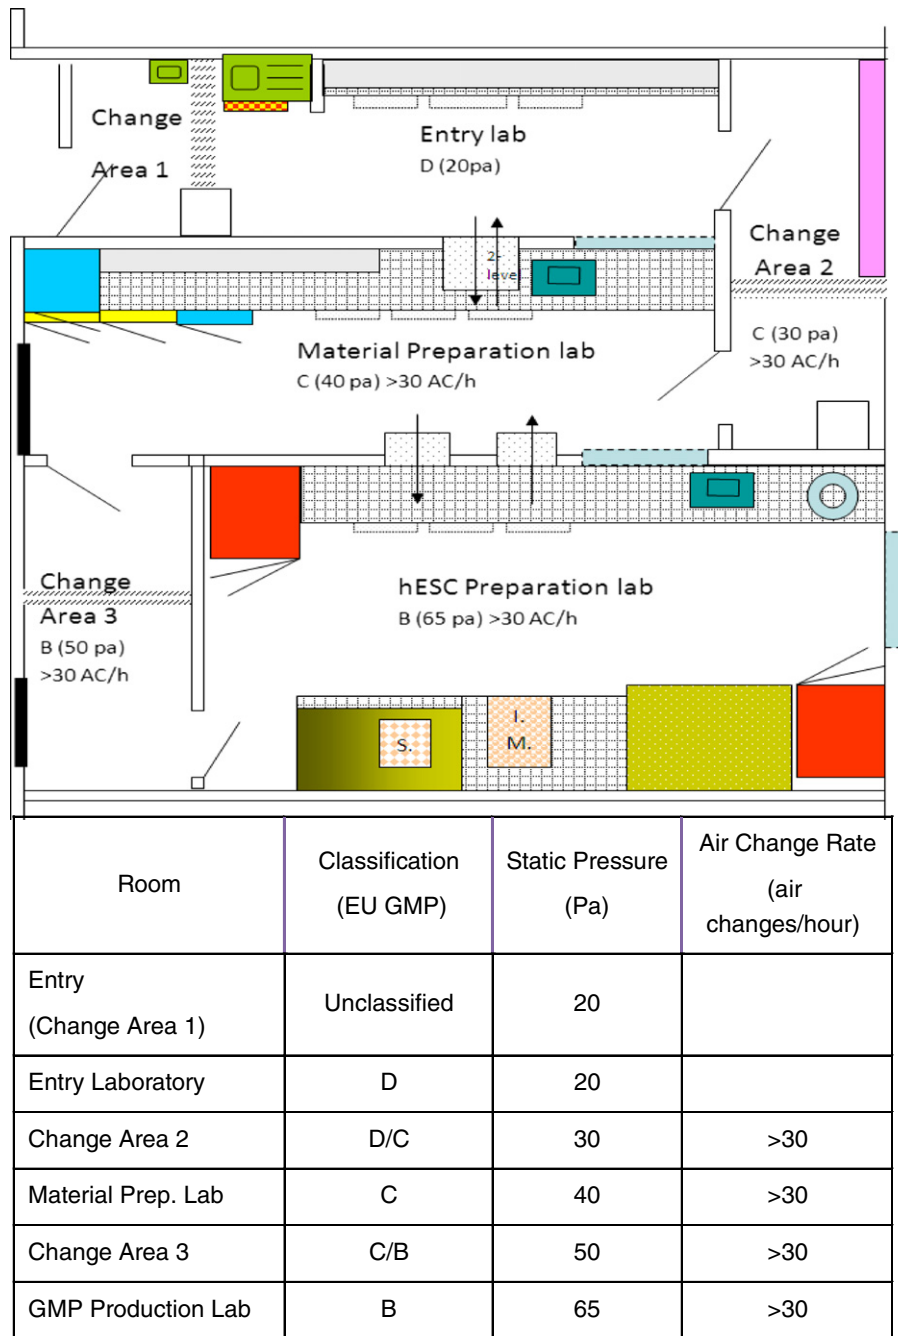 Change
Area 1
Entry lab
D (20pa)
Change
Area 2
C (30 pa)
>30 AC/h
2-
level
Material Preparation lab
C (40 pa) >30 AC/h
Change
Area 3
B (50 pa)
>30 AC/h
hESC Preparation lab
B (65 pa) >30 AC/h
S.
I.
M.
Room
Classification
(EU GMP)
Static Pressure
(Pa)
Air Change Rate
(air
changes/hour)
Entry
(Change Area 1)
Unclassified
20
Entry Laboratory
D
20
Change Area 2
D/C
30
>30
Material Prep. Lab
C
40
>30
Change Area 3
C/B
50
>30
GMP Production Lab
B
65
>30